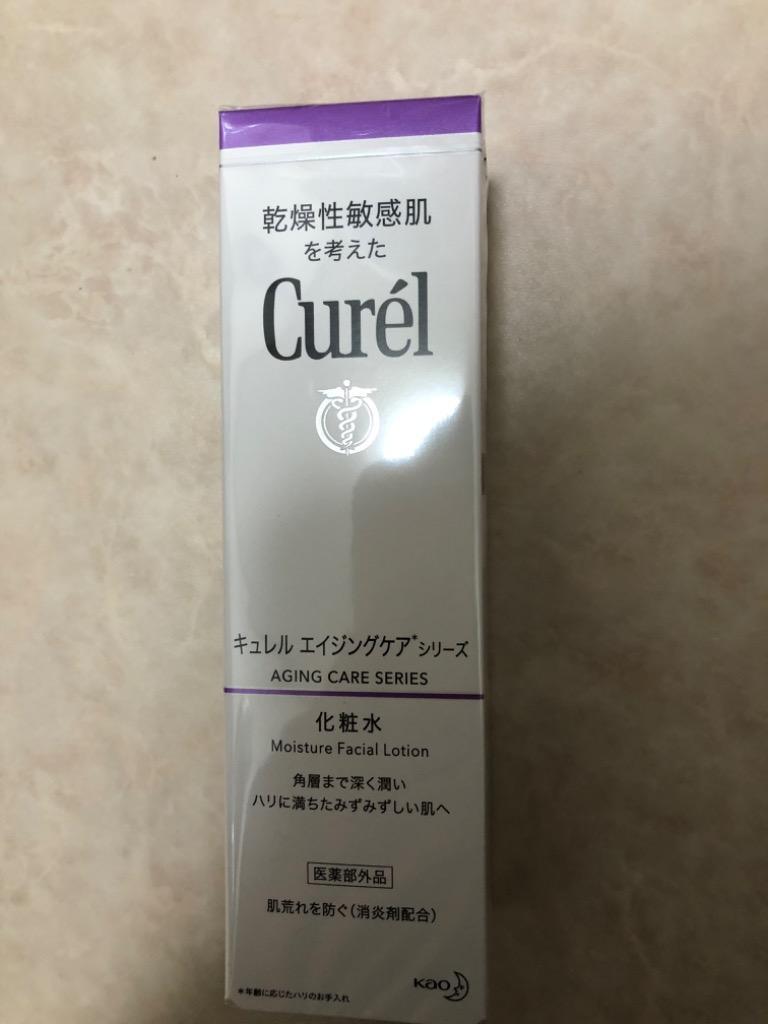 乾燥性敏感肌
を考えた
Curél
キュレル エイジングケア*シリーズ
AGING CARE SERIES
化粧水
Moisture Facial Lotion
角層まで深く潤い
ハリに満ちたみずみずしい肌へ
医薬部外品
肌荒れを防ぐ(消炎剤配合)
*年齢に応じたハリのお手入れ
Kao